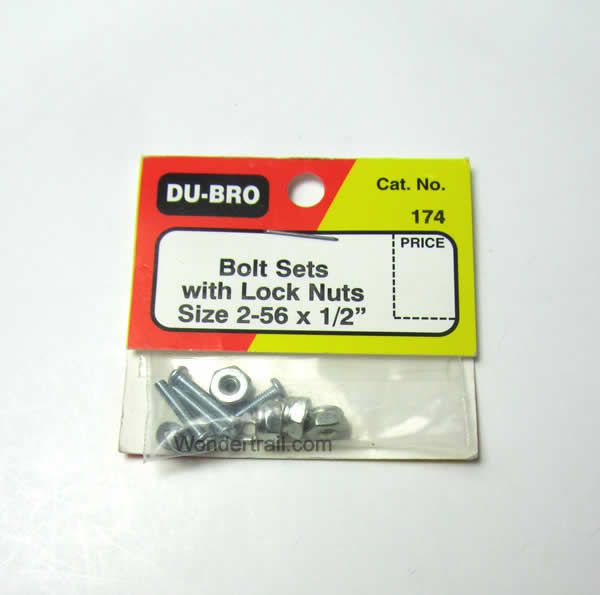 DU-BRO
Cat. No.
174
PRICE
Bolt Sets
with Lock Nuts
Size 2-56 x 1/2”
Wondertrail.com